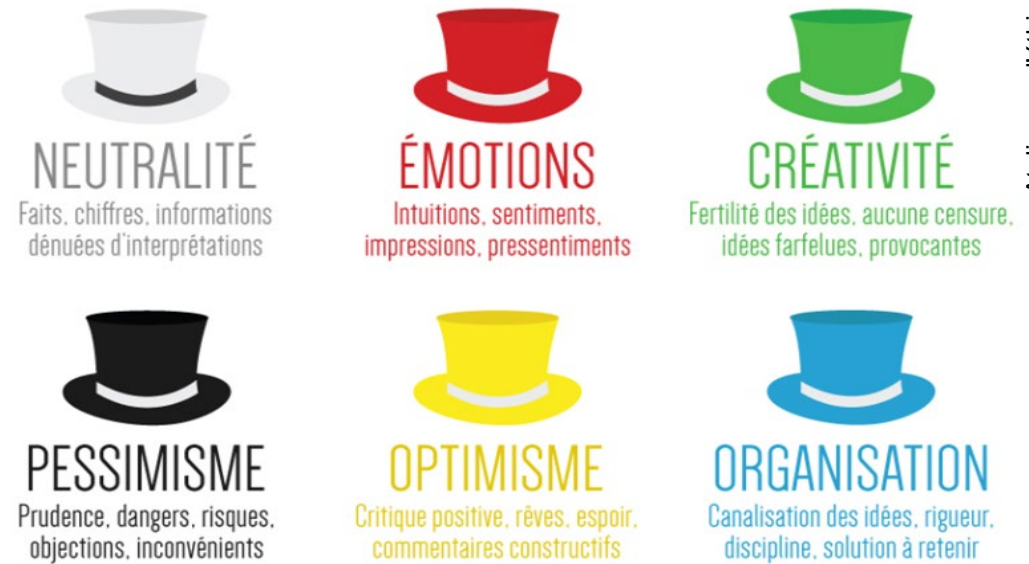 NEUTRALITÉ
Faits, chiffres, informations
dénuées d'interprétations
ÉMOTIONS
Intuitions, sentiments,
impressions, pressentiments
CRÉATIVITÉ
Fertilité des idées, aucune censure,
idées farfelues, provocantes
PESSIMISME
Prudence, dangers, risques,
objections, inconvénients
OPTIMISME
Critique positive, rêves, espoir,
commentaires constructifs
ORGANISATION
Canalisation des idées, rigueur,
discipline, solution à retenir